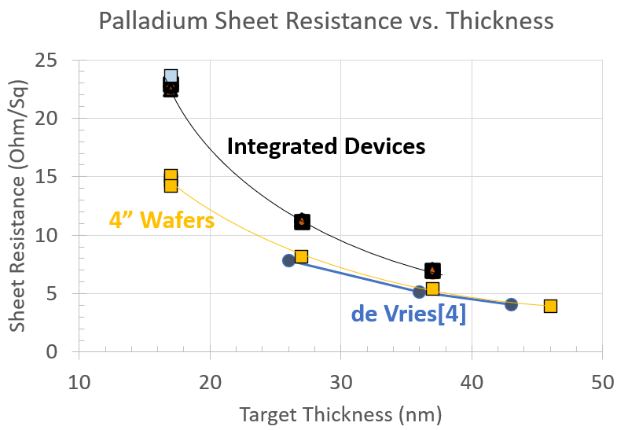 Palladium Sheet Resistance vs. Thickness
Sheet Resistance (Ohm/Sq)
25
20
15
10
5
0
Integrated Devices
4” Wafers
de Vries[4]
10 20 30 40 50
Target Thickness (nm)